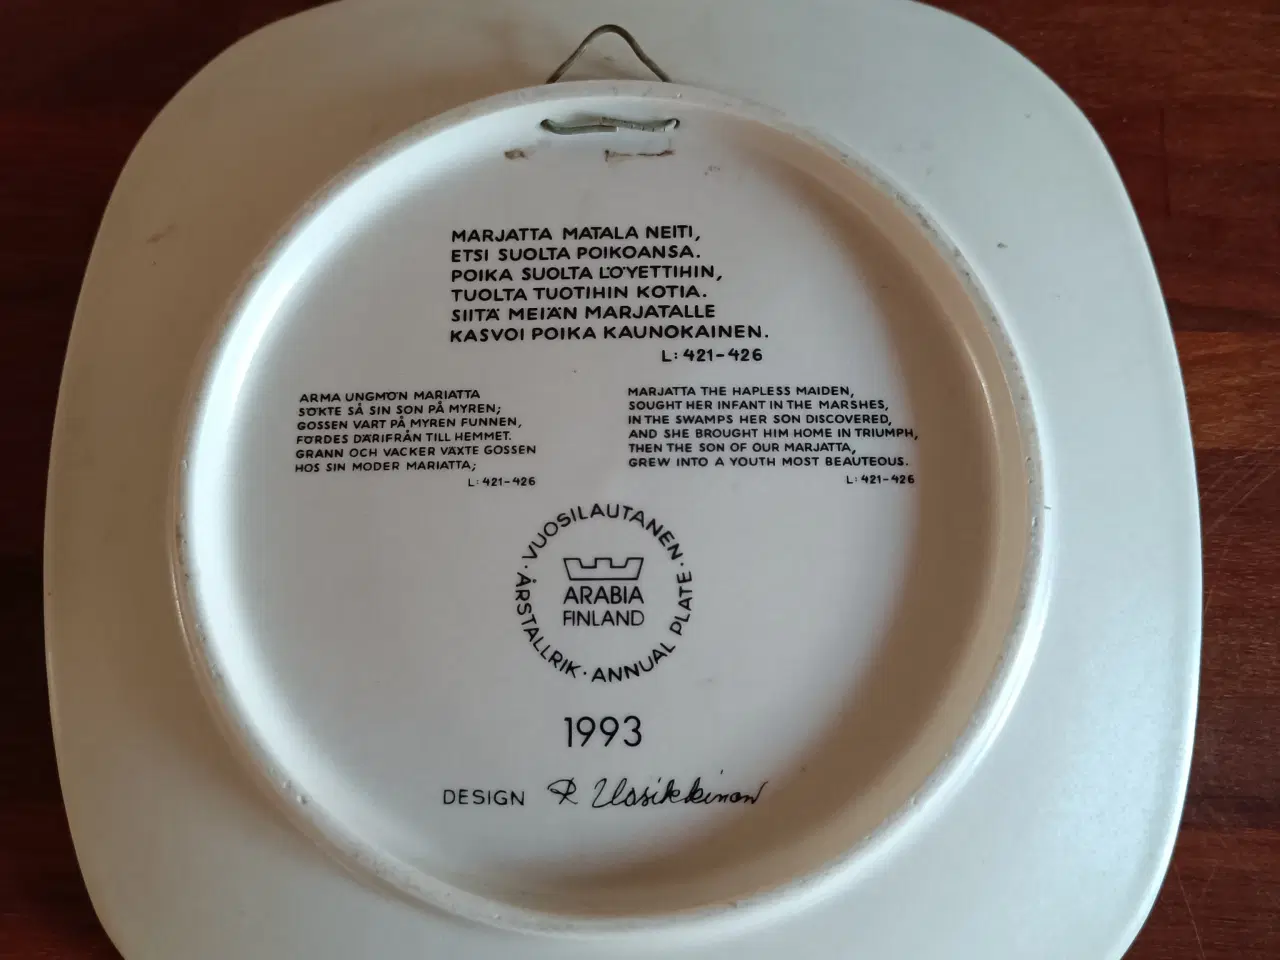 MARJATTA MATALA NEITI,
ETSI SUOLTA POIKOANSA.
POIKA SUOLTA LÖYETTIHIN,
TUOLTA TUOTIHIN KOTIA.
SIITÄ MEIÄN MARJATALLE
KASVOI POIKA KAUNOKAINEN.
L: 421-426
ARMA UNGMÖN MARIATTA
SÖKTE SÅ SIN SON PÅ MYREN;
GOSSEN VART PÅ MYREN FUNNEN,
FÖRDES DÄRIFRÅN TILL HEMMET.
GRANN OCH VACKER VÄXTE GOSSEN
HOS SIN MODER MARIATTA;
L: 421-426
MARJATTA THE HAPLESS MAIDEN,
SOUGHT HER INFANT IN THE MARSHES,
IN THE SWAMPS HER SON DISCOVERED,
AND SHE BROUGHT HIM HOME IN TRIUMPH,
THEN THE SON OF OUR MARJATTA,
GREW INTO A YOUTH MOST BEAUTEOUS.
L: 421-426
· VUOSILAUTANEN · ANNUAL PLATE · ÅRSTALLRIK
ARABIA
FINLAND
1993
DESIGN R Uosikkinen